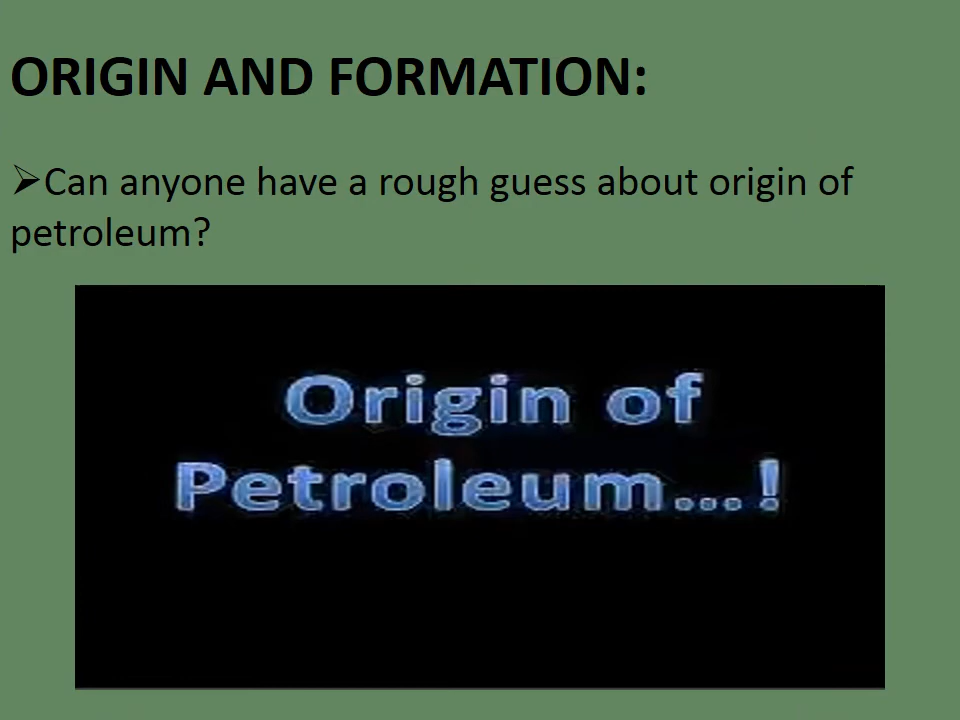 ORIGIN AND FORMATION:
➢Can anyone have a rough guess about origin of
petroleum?
Origin of
Petroleum...!